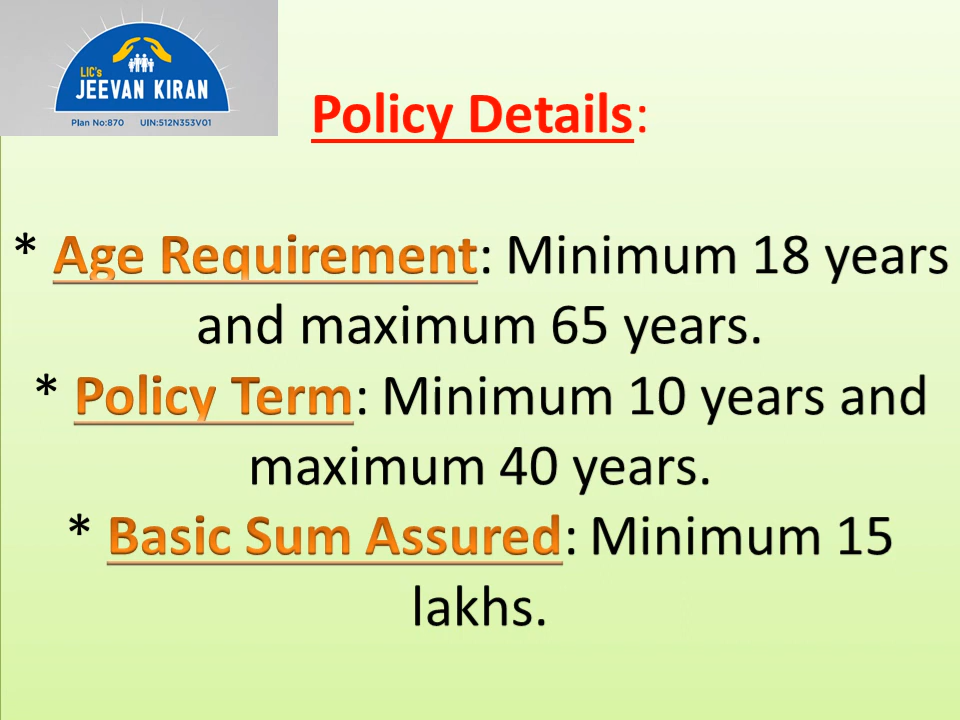 LIC's
JEEVAN KIRAN
Plan No:870 UIN:512N353V01
Policy Details:
* Age Requirement: Minimum 18 years
and maximum 65 years.
* Policy Term: Minimum 10 years and
maximum 40 years.
* Basic Sum Assured: Minimum 15
lakhs.